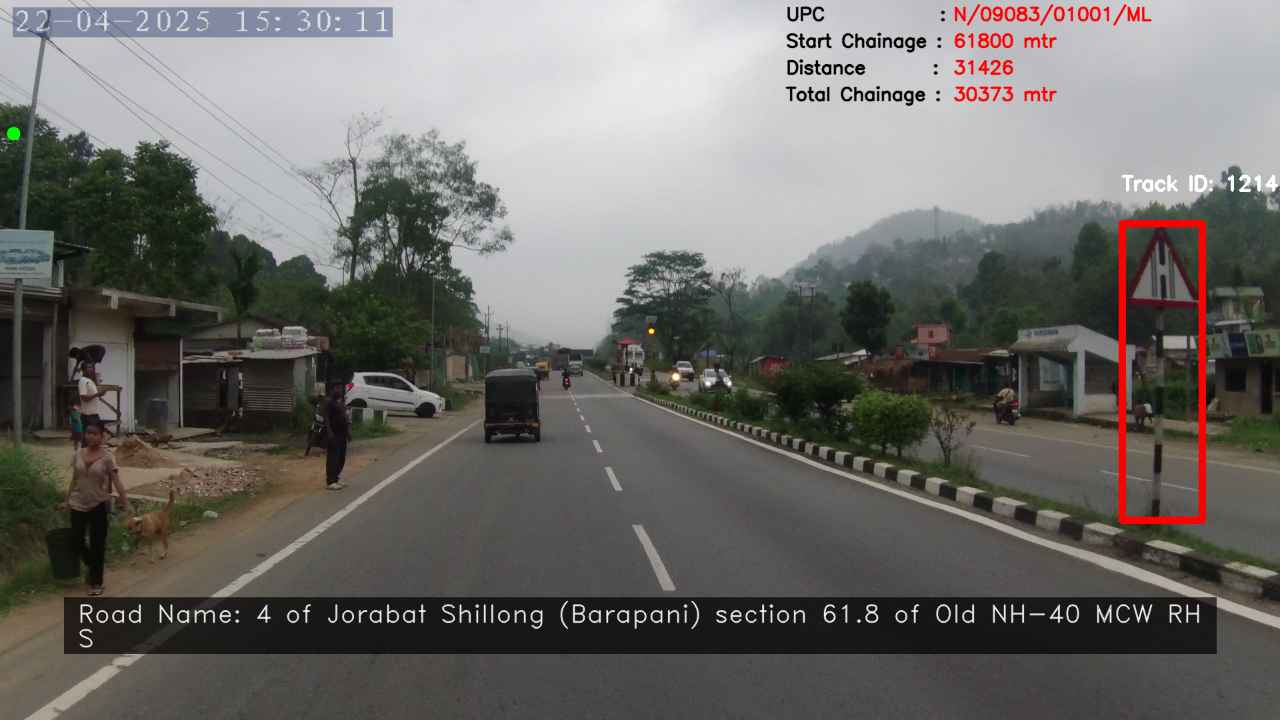 22-04-2025 15:30:11
UPC : N/09083/01001/ML
Start Chainage : 61800 mtr
Distance : 31426
Total Chainage : 30373 mtr
Track ID: 1214
Road Name: 4 of Jorabat Shillong (Barapani) section 61.8 of Old NH-40 MCW RH
S